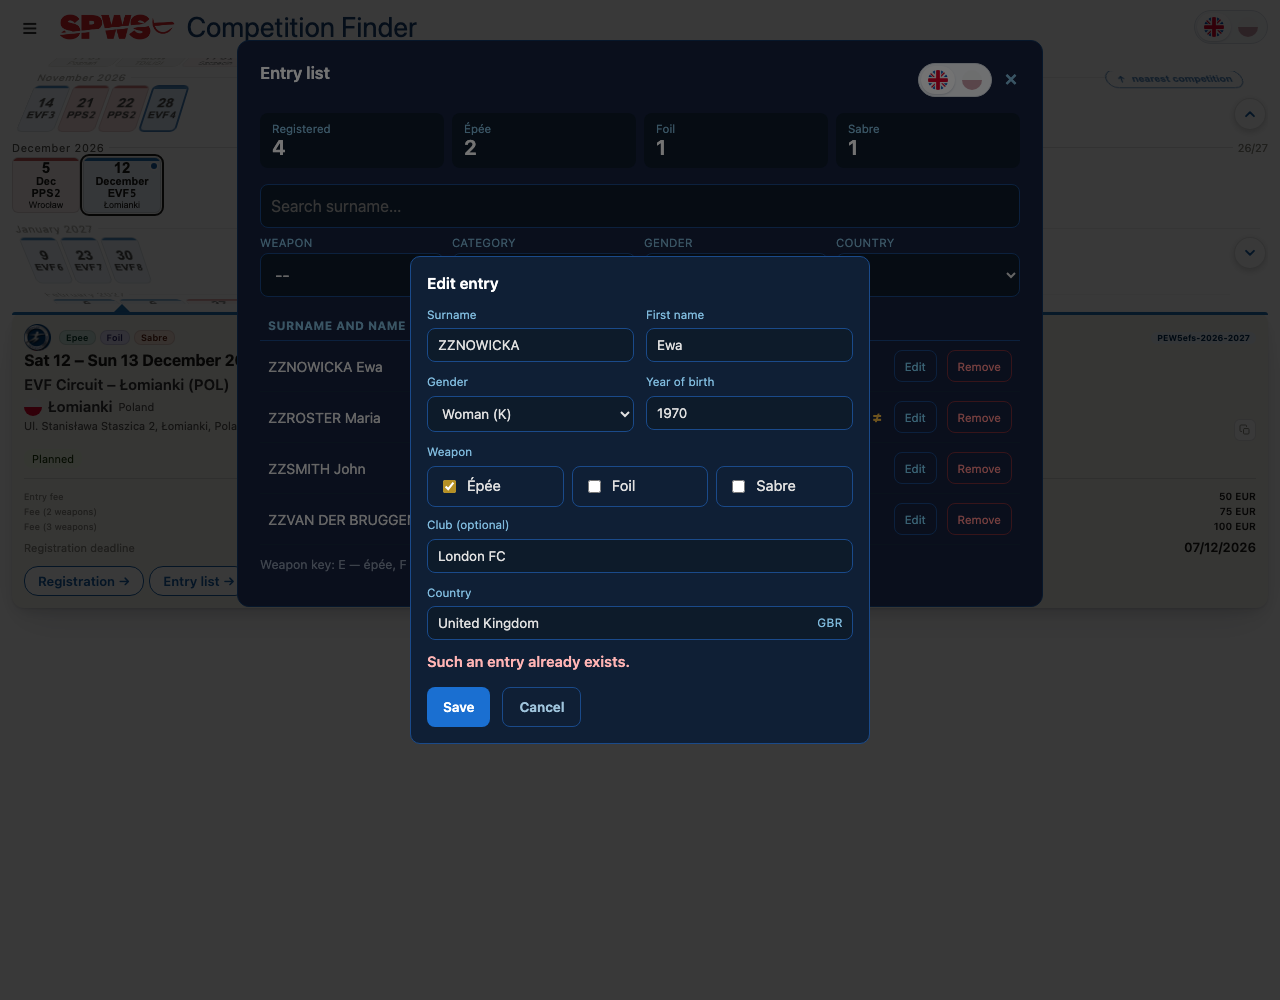 SPWS Competition Finder
November 2026
nearest competition
14 EVF3
21 PPS2
22 PPS2
28 EVF4
December 2026
26/27
5 Dec PPS2 Wrocław
12 December EVF5 Łomianki
January 2027
9 EVF6
23 EVF7
30 EVF8
Epee Foil Sabre
PEWSefs-2026-2027
Sat 12 – Sun 13 December
EVF Circuit – Łomianki (POL)
Łomianki Poland
Ul. Stanisława Staszica 2, Łomianki,
Planned
Entry fee 50 EUR
Fee (2 weapons) 75 EUR
Fee (3 weapons) 100 EUR
Registration deadline 07/12/2026
Registration →
Entry list →
Entry list
×
Registered
4
Épée
2
Foil
1
Sabre
1
Search surname...
WEAPON CATEGORY GENDER COUNTRY
--
SURNAME AND NAME
ZZNOWICKA Ewa Edit Remove
ZZROSTER Maria ≠ Edit Remove
ZZSMITH John Edit Remove
ZZVAN DER BRUGGEN Edit Remove
Weapon key: E — épée, F
Edit entry
Surname First name
ZZNOWICKA Ewa
Gender Year of birth
Woman (K) 1970
Weapon
Épée Foil Sabre
Club (optional)
London FC
Country
United Kingdom GBR
Such an entry already exists.
Save Cancel